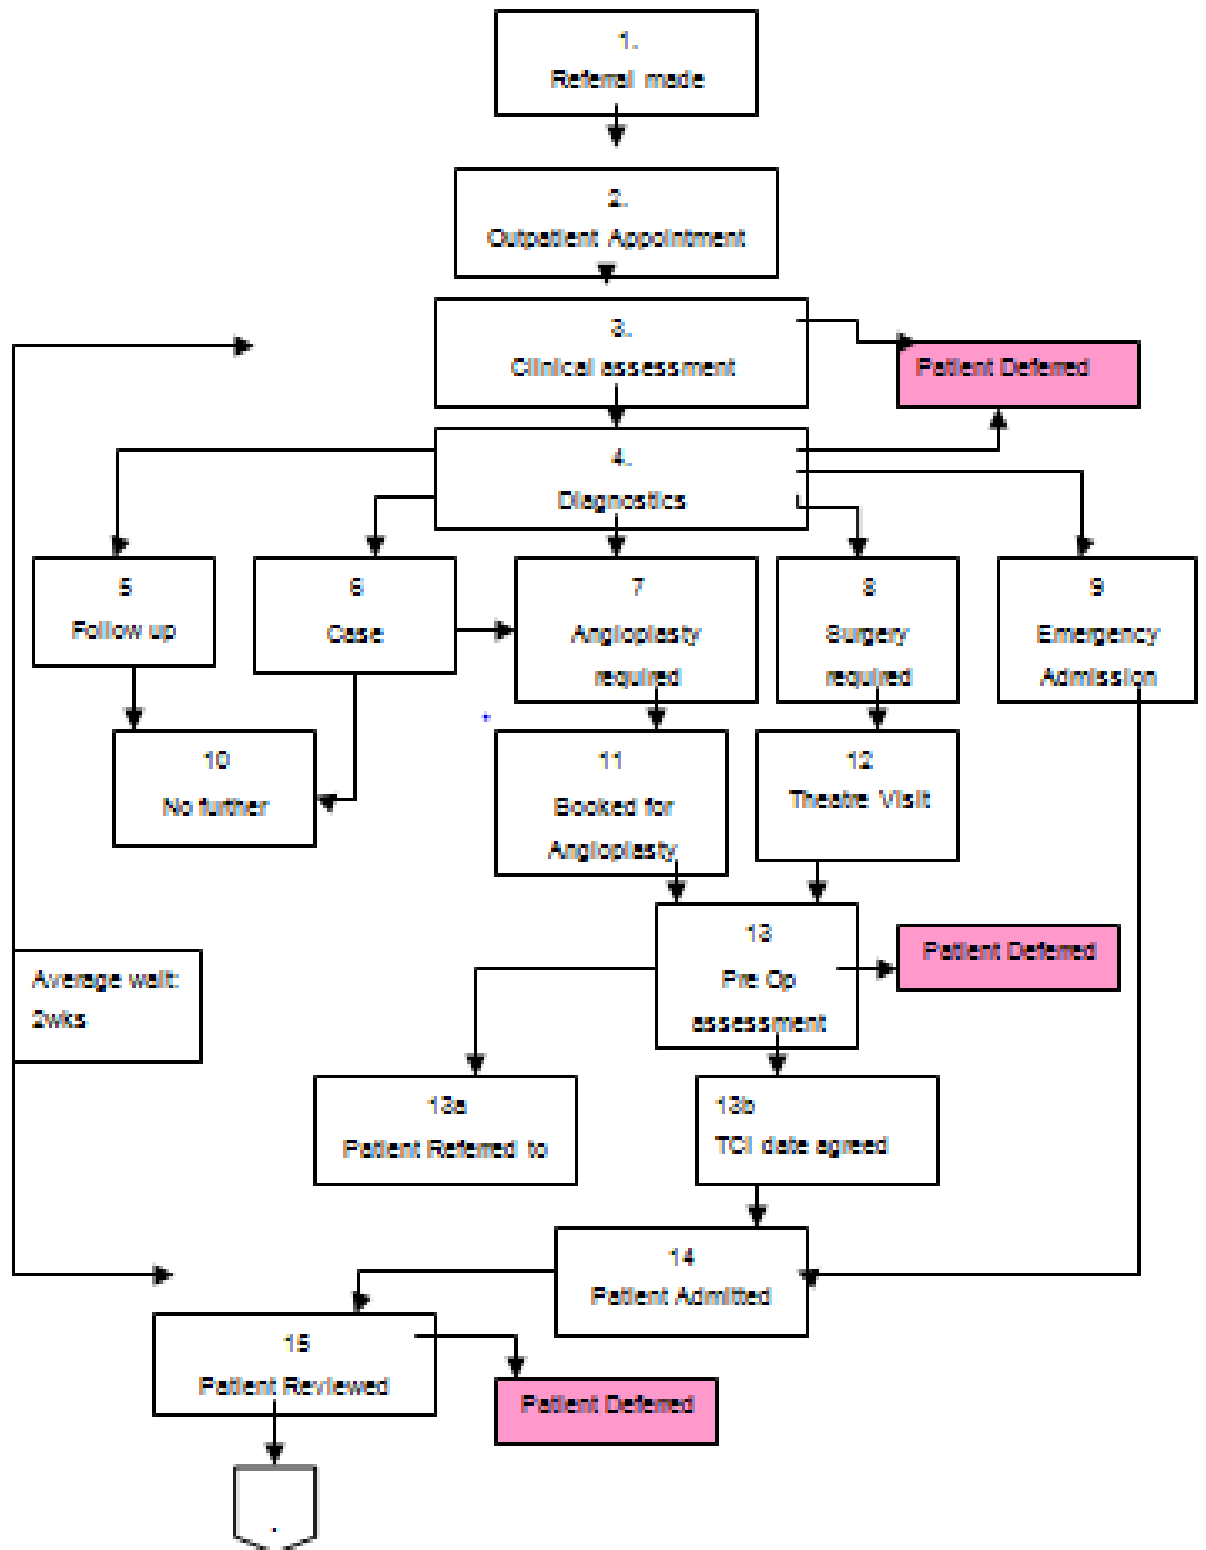 1.
Referral made
2.
Outpatient Appointment
3.
Clinical assessment
Patient Deferred
4.
Diagnostics
5
Follow up
6
Case
7
Angioplasty
required
8
Surgery
required
9
Emergency
Admission
10
No further
11
Booked for
Angioplasty
12
Theatre Visit
13
Pre Op
assessment
Patient Deferred
Average wait:
2wks
13a
Patient Referred to
13b
TCI date agreed
14
Patient Admitted
15
Patient Reviewed
Patient Deferred